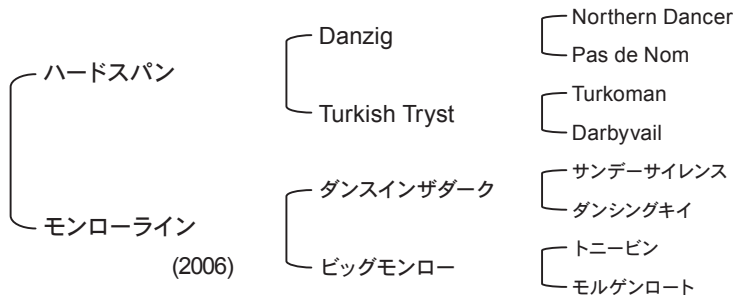 ハードスパン
Danzig
Northern Dancer
Pas de Nom
Turkish Tryst
Turkoman
Darbyvail
モンローライン
(2006)
ダンスインザダーク
サンデーサイレンス
ダンシングキイ
ビッグモンロー
トニービン
モルゲンロート